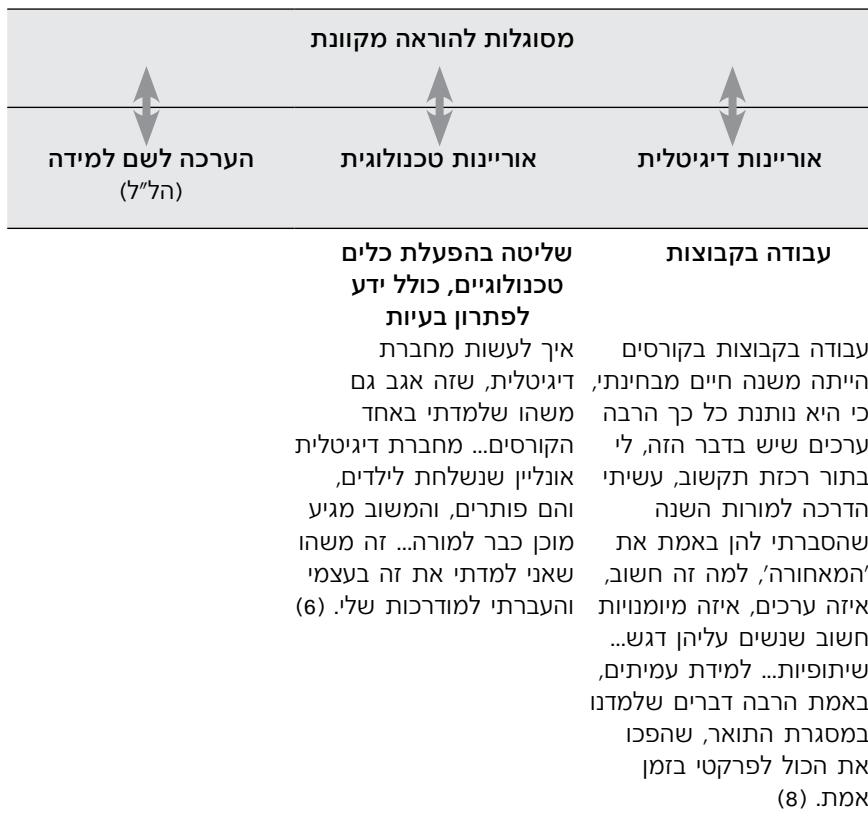 מסוגלות להוראה מקוונת
אוריינות דיגיטלית
אוריינות טכנולוגית
הערכה לשם למידה
(הל״ל)
עבודה בקבוצות
עבודה בקבוצות בקורסים
הייתה משנה חיים מבחינתי,
כי היא נותנת כל כך הרבה
ערכים שיש בדבר הזה, לי
בתור רכזת תקשוב, עשיתי
הדרכה למורות השנה
שהסברתי להן באמת את
'המאחורה', למה זה חשוב,
איזה ערכים, איזה מיומנויות
חשוב שנשים עליהן דגש...
שיתופיות... למידת עמיתים,
באמת הרבה דברים שלמדנו
במסגרת התואר, שהפכו
את הכול לפרקטי בזמן
אמת. (8)
שליטה בהפעלת כלים
טכנולוגיים, כולל ידע
לפתרון בעיות
איך לעשות מחברת
דיגיטלית, שזה אגב גם
משהו שלמדתי באחד
הקורסים... מחברת דיגיטלית
אונליין שנשלחת לילדים,
והם פותרים, והמשוב מגיע
מוכן כבר למורה... זה משהו
שאני למדתי את זה בעצמי
והעברתי למודרכות שלי. (6)